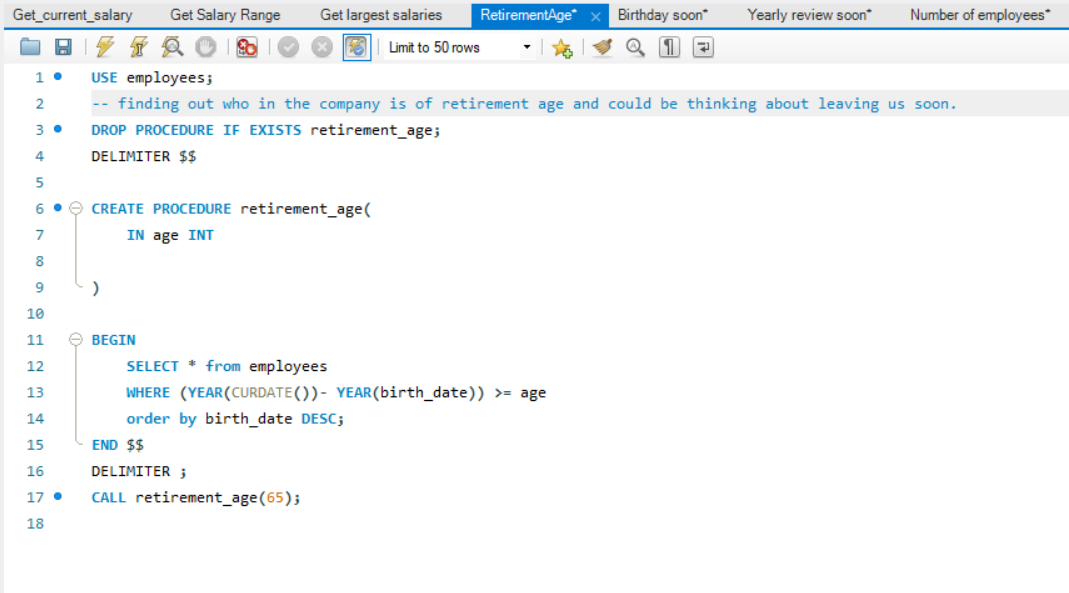 Get_current_salary Get Salary Range Get largest salaries RetirementAge* × Birthday soon* Yearly review soon* Number of employees*
Limit to 50 rows
1 USE employees;
2 -- finding out who in the company is of retirement age and could be thinking about leaving us soon.
3 DROP PROCEDURE IF EXISTS retirement_age;
4 DELIMITER $$
5
6 CREATE PROCEDURE retirement_age(
7 IN age INT
8
9 )
10
11 BEGIN
12 SELECT * from employees
13 WHERE (YEAR(CURDATE())- YEAR(birth_date)) >= age
14 order by birth_date DESC;
15 END $$
16 DELIMITER ;
17 CALL retirement_age(65);
18